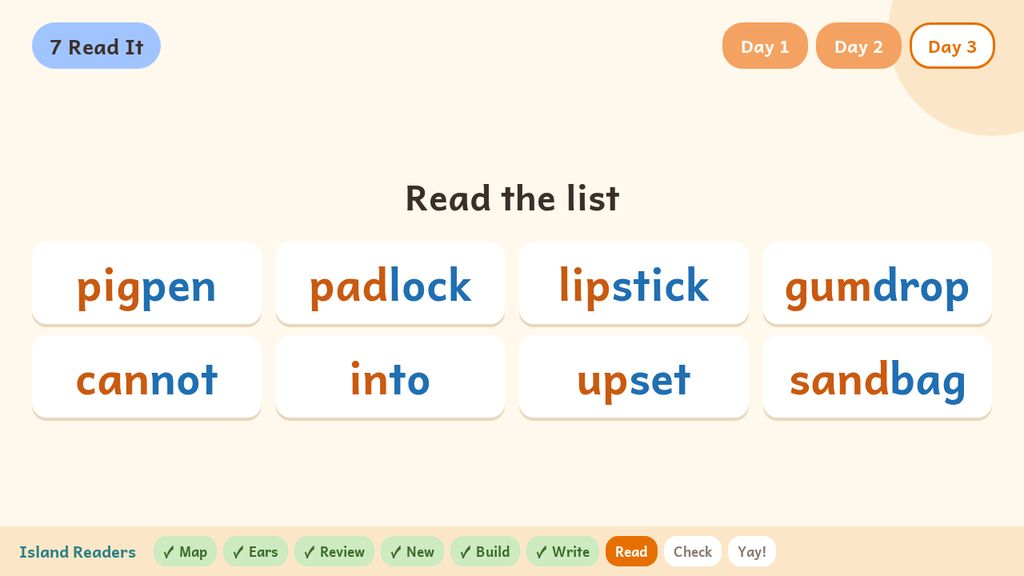 7 Read It
Day 1 Day 2 Day 3
Read the list
pigpen padlock lipstick gumdrop
cannot into upset sandbag
Island Readers ✓ Map ✓ Ears ✓ Review ✓ New ✓ Build ✓ Write Read Check Yay!